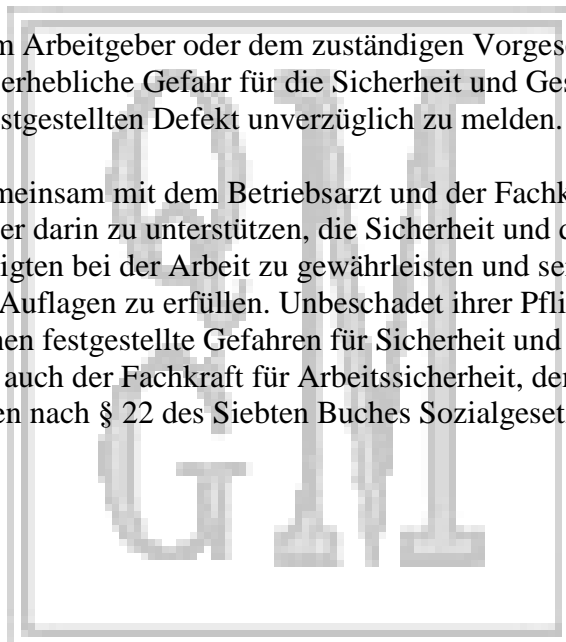 m Arbeitgeber oder dem zuständigen Vorgese
erhebliche Gefahr für die Sicherheit und Ges
stgestellten Defekt unverzüglich zu melden.
meinsam mit dem Betriebsarzt und der Fachk
er darin zu unterstützen, die Sicherheit und d
igten bei der Arbeit zu gewährleisten und se
Auflagen zu erfüllen. Unbeschadet ihrer Pfli
nen festgestellte Gefahren für Sicherheit und
auch der Fachkraft für Arbeitssicherheit, der
en nach § 22 des Siebten Buches Sozialgeset